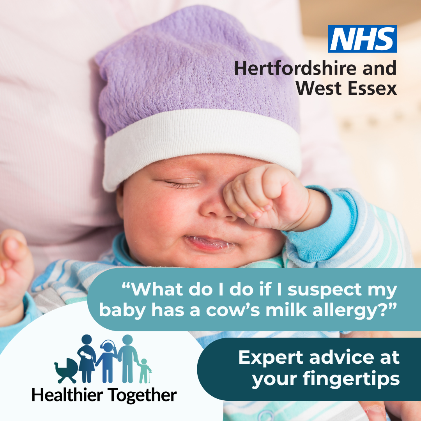 NHS
Hertfordshire and
West Essex
“What do I do if I suspect my
baby has a cow’s milk allergy?”
Expert advice at
your fingertips
Healthier Together